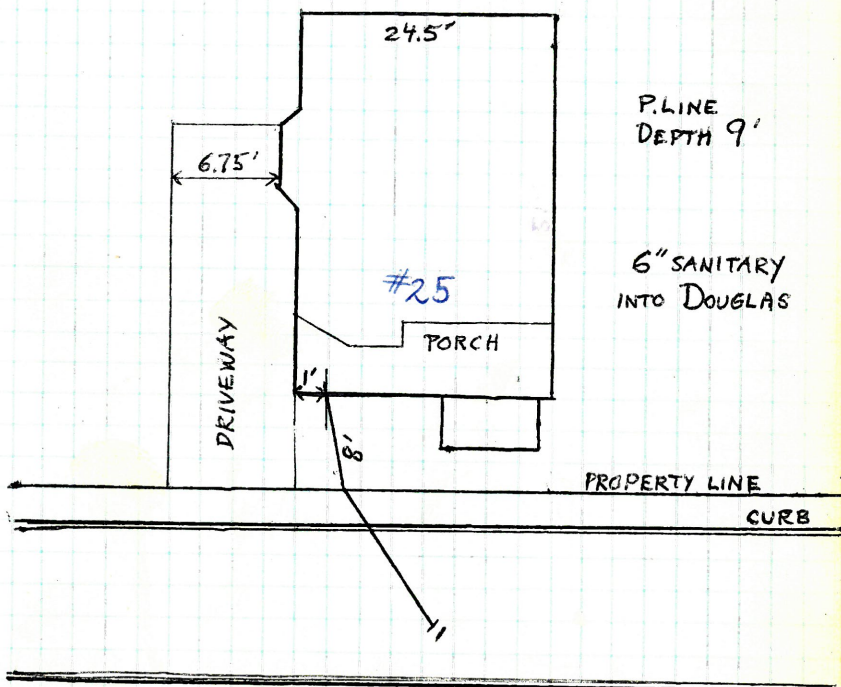 24.5'
P.LINE
DEPTH 9'
6.75'
6" SANITARY
INTO DOUGLAS
#25
PORCH
DRIVEWAY
1'
8'
PROPERTY LINE
CURB